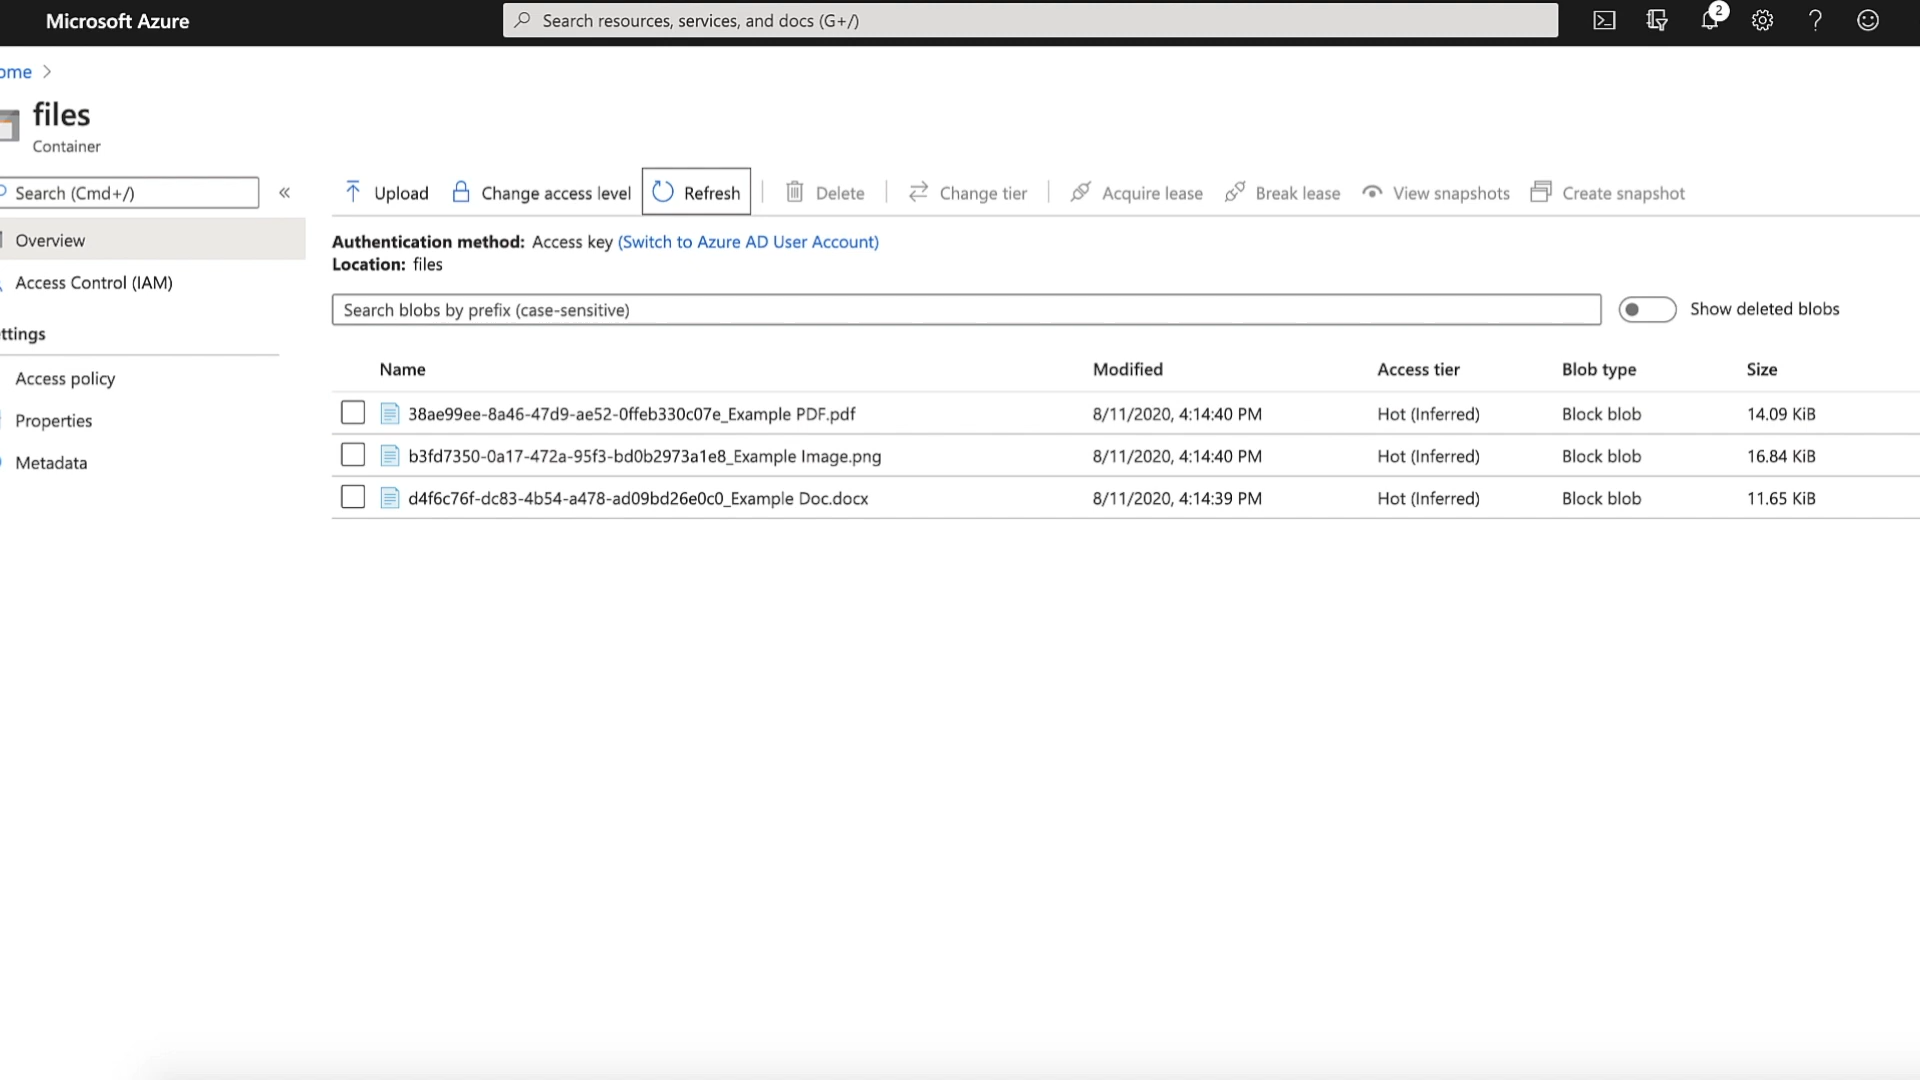 Microsoft Azure
Search resources, services, and docs (G+/)
2
ome
files
Container
Search (Cmd+/)
«
Upload
Change access level
Refresh
Delete
Change tier
Acquire lease
Break lease
View snapshots
Create snapshot
Overview
Access Control (IAM)
ttings
Access policy
Properties
Metadata
Authentication method: Access key (Switch to Azure AD User Account)
Location: files
Search blobs by prefix (case-sensitive)
Show deleted blobs
Name Modified Access tier Blob type Size
38ae99ee-8a46-47d9-ae52-0ffeb330c07e_Example PDF.pdf 8/11/2020, 4:14:40 PM Hot (Inferred) Block blob 14.09 KiB
b3fd7350-0a17-472a-95f3-bd0b2973a1e8_Example Image.png 8/11/2020, 4:14:40 PM Hot (Inferred) Block blob 16.84 KiB
d4f6c76f-dc83-4b54-a478-ad09bd26e0c0_Example Doc.docx 8/11/2020, 4:14:39 PM Hot (Inferred) Block blob 11.65 KiB